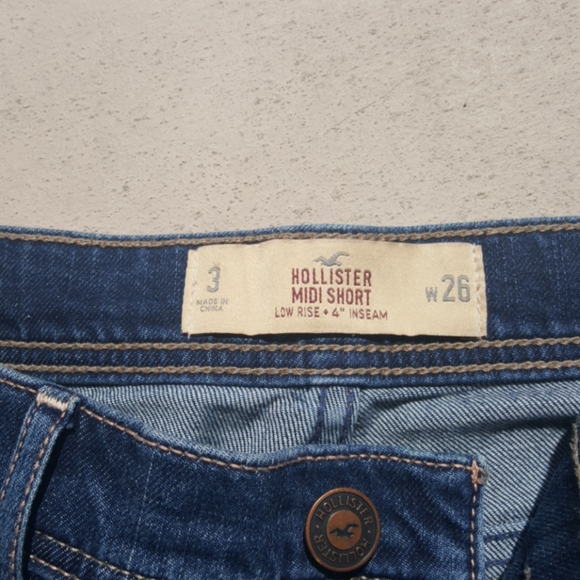 3
MADE IN
CHINA
HOLLISTER
MIDI SHORT
LOW RISE • 4" INSEAM
W 26
HOLLISTER
HOLLISTER